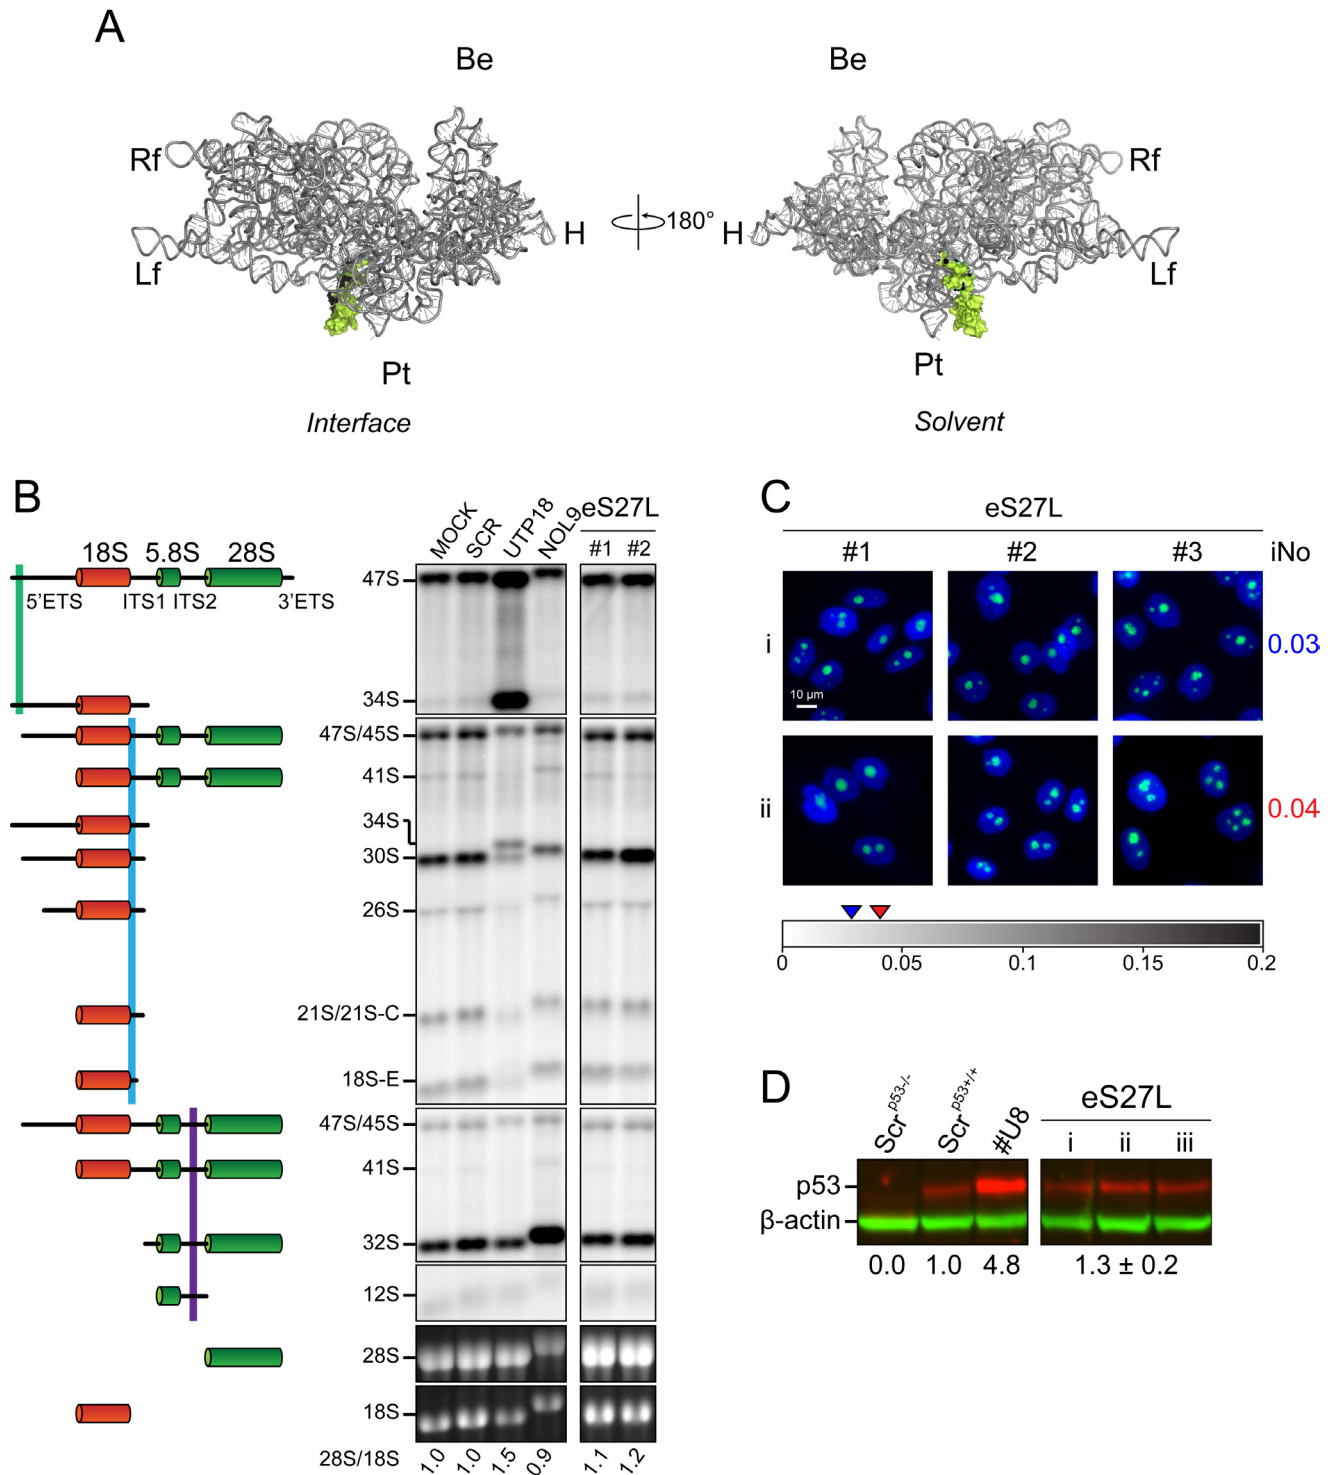 A
Be
Be
Rf
Rf
H
180°
H
Lf
Lf
Pt
Pt
Interface
Solvent
B
MOCK
SCR
UTP18
NOL9
eS27L
#1
#2
18S
5.8S
28S
5'ETS
ITS1
ITS2
3'ETS
47S
34S
47S/45S
41S
34S
30S
26S
21S/21S-C
18S-E
47S/45S
41S
32S
12S
28S
18S
28S/18S
1.0
1.0
1.5
0.9
1.1
1.2
C
eS27L
#1
#2
#3
iNo
i
10 µm
0.03
ii
0.04
0
0.05
0.1
0.15
0.2
D
Scr p53-/-
Scr p53+/+
#U8
eS27L
i
ii
iii
p53
β-actin
0.0
1.0
4.8
1.3 ± 0.2